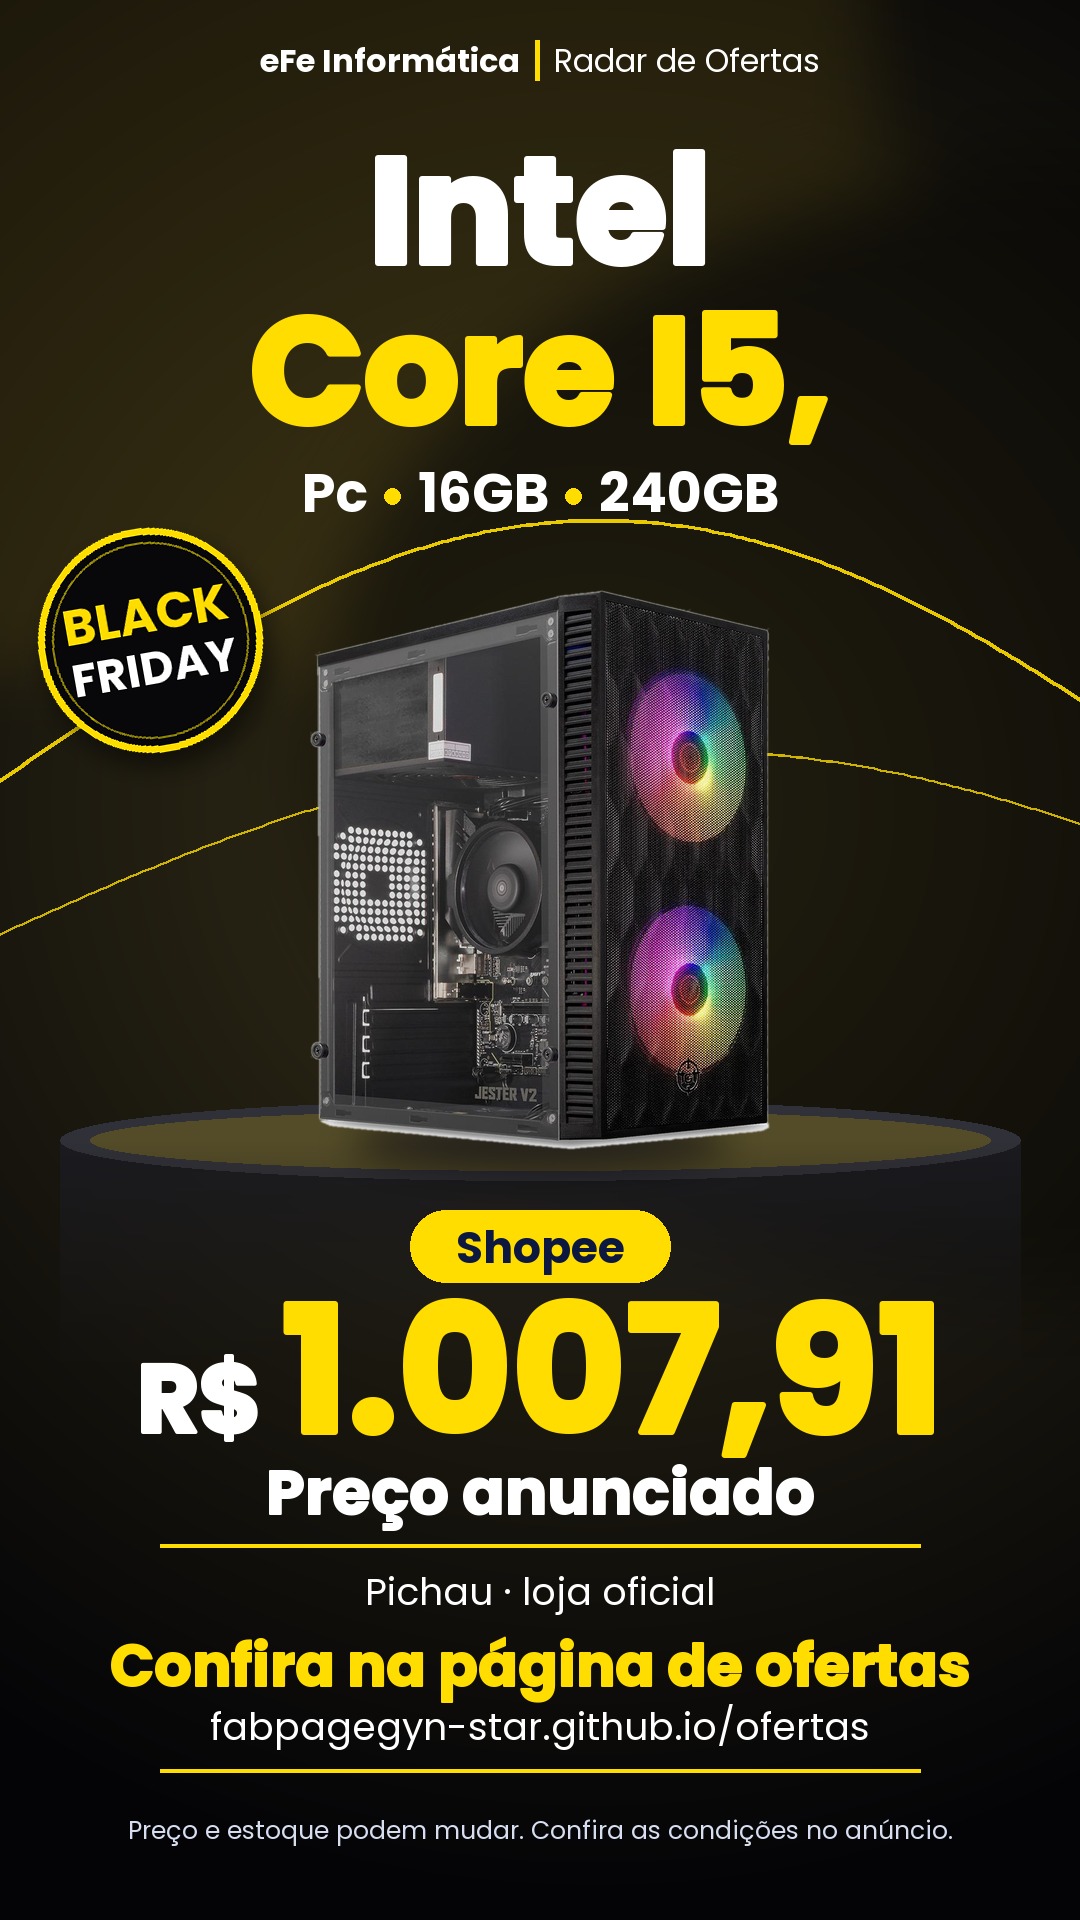 eFe Informática | Radar de Ofertas
Intel
Core I5,
Pc • 16GB • 240GB
BLACK
FRIDAY
JESTER V2
Shopee
R$ 1.007,91
Preço anunciado
Pichau · loja oficial
Confira na página de ofertas
fabpagegyn-star.github.io/ofertas
Preço e estoque podem mudar. Confira as condições no anúncio.